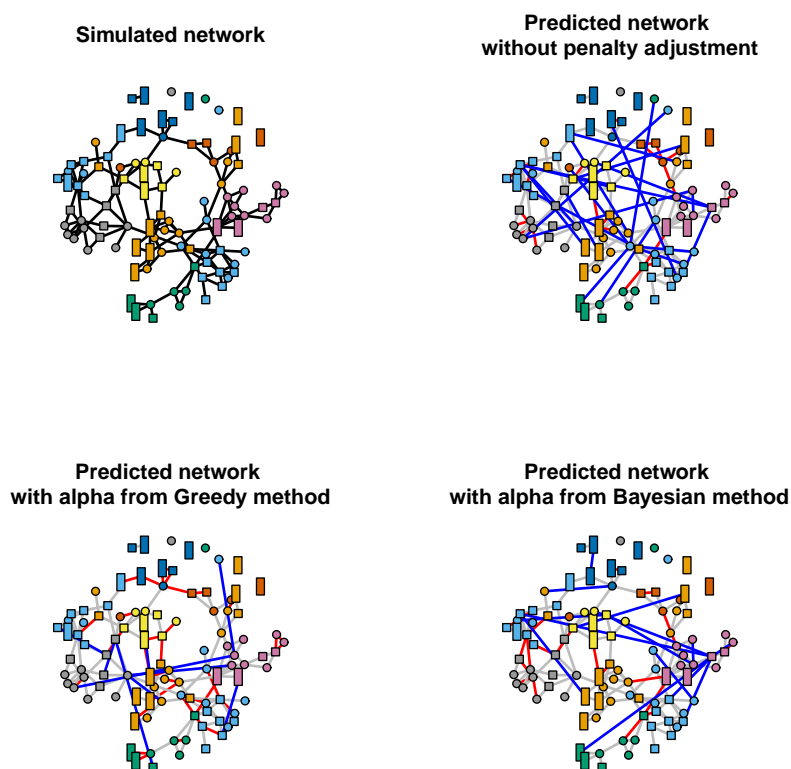 Simulated network
Predicted network
without penalty adjustment
Predicted network
with alpha from Greedy method
Predicted network
with alpha from Bayesian method